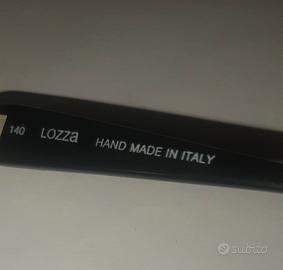 140 LOZZa HAND MADE IN ITALY
subito